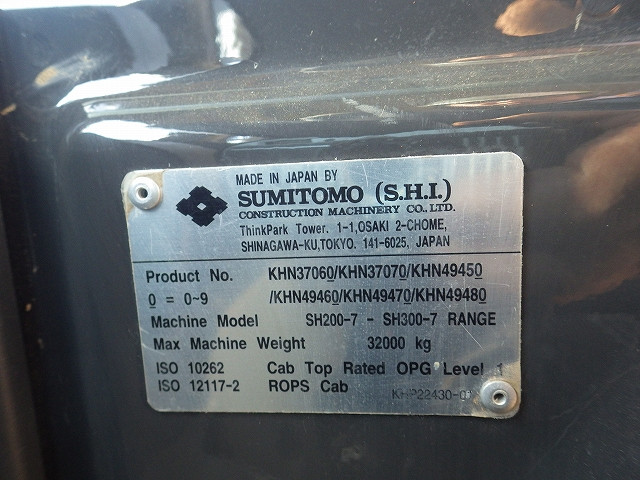 MADE IN JAPAN BY
SUMITOMO (S.H.I.)
CONSTRUCTION MACHINERY CO., LTD.
ThinkPark Tower. 1-1,OSAKI 2-CHOME,
SHINAGAWA-KU,TOKYO. 141-6025, JAPAN
Product No. KHN37060/KHN37070/KHN49450
0 = 0~9 /KHN49460/KHN49470/KHN49480
Machine Model SH200-7 - SH300-7 RANGE
Max Machine Weight 32000 kg
ISO 10262 Cab Top Rated OPG Level 1
ISO 12117-2 ROPS Cab